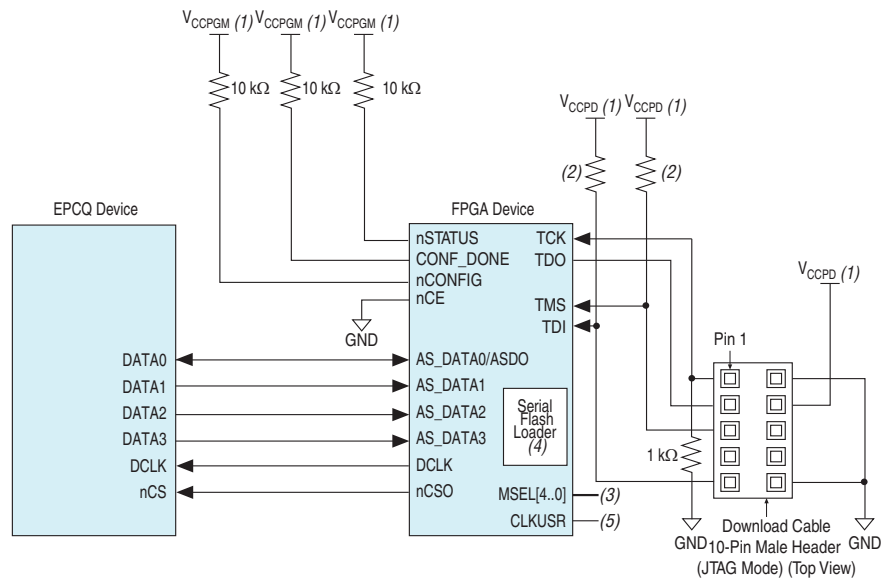 VCCPGM (1) VCCPGM (1) VCCPGM (1)
10 kΩ 10 kΩ 10 kΩ
VCCPD (1) VCCPD (1)
(2) (2)
EPCQ Device
FPGA Device
nSTATUS
CONF_DONE
nCONFIG
nCE
GND
TCK
TDO
TMS
TDI
VCCPD (1)
Pin 1
DATA0
DATA1
DATA2
DATA3
DCLK
nCS
AS_DATA0/ASDO
AS_DATA1
AS_DATA2
AS_DATA3
DCLK
nCSO
Serial
Flash
Loader
(4)
MSEL[4..0] (3)
CLKUSR (5)
1 kΩ
GND
GND
Download Cable
10-Pin Male Header
(JTAG Mode) (Top View)